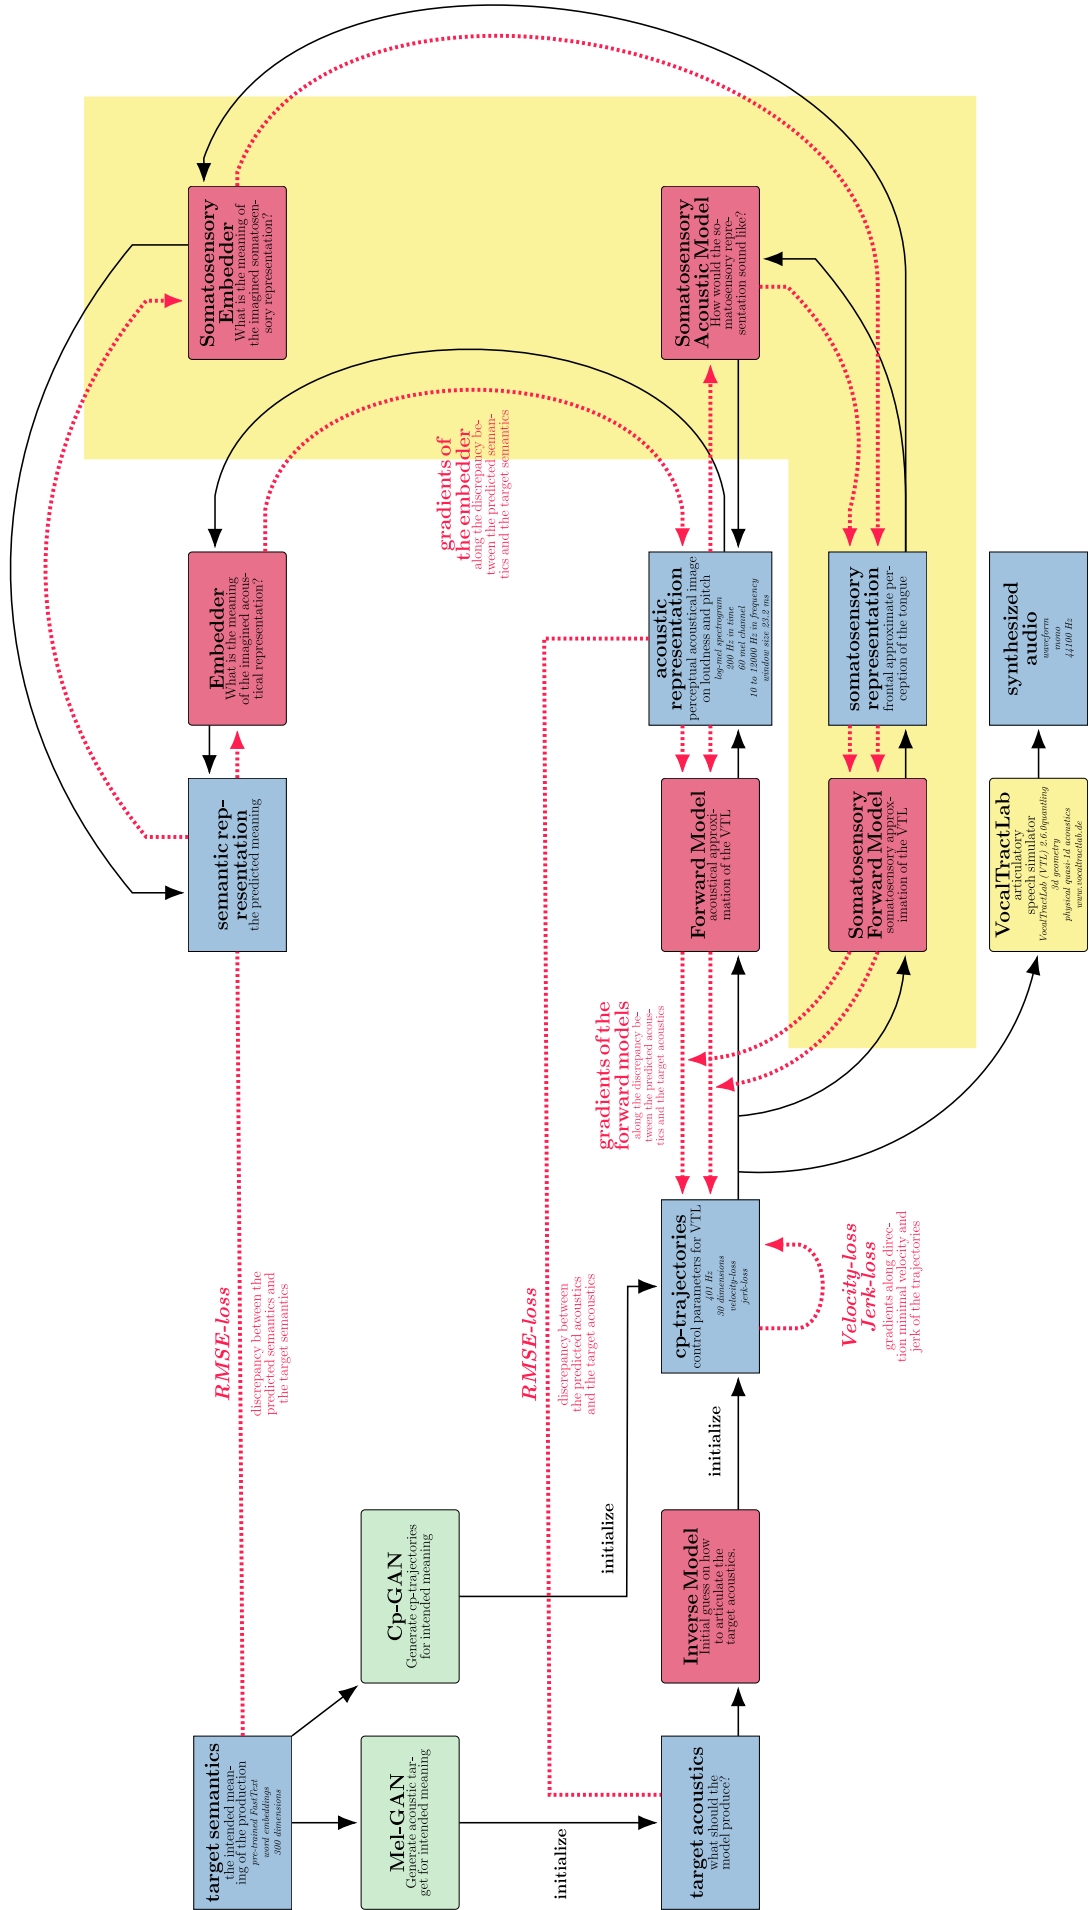 target semantics
the intended mean-
ing of the production
pre-trained FastText
word embeddings
300 dimensions
RMSE-loss
discrepancy between the
predicted semantics and
the target semantics
semantic rep-
resentation
the predicted meaning
Embedder
What is the meaning
of the imagined acous-
tical representation?
Somatosensory
Embedder
What is the meaning of
the imagined somatosen-
sory representation?
Mel-GAN
Generate acoustic tar-
get for intended meaning
Cp-GAN
Generate cp-trajectories
for intended meaning
gradients of
the embedder
along the discrepancy be-
tween the predicted seman-
tics and the target semantics
initialize
RMSE-loss
discrepancy between
the predicted acoustics
and the target acoustics
initialize
gradients of the
forward models
along the discrepancy be-
tween the predicted acous-
tics and the target acoustics
target acoustics
what should the
model produce?
Inverse Model
Initial guess on how
to articulate the
target acoustics.
initialize
cp-trajectories
control parameters for VTL
401 Hz
30 dimensions
velocity-loss
jerk-loss
Forward Model
acoustical approxi-
mation of the VTL
acoustic
representation
perceptual acoustical image
on loudness and pitch
log-mel spectrogram
200 Hz in time
60 mel channel
10 to 12000 Hz in frequency
window size 23.2 ms
Somatosensory
Acoustic Model
How would the so-
matosensory repre-
sentation sound like?
Velocity-loss
Jerk-loss
gradients along direc-
tion minimal velocity and
jerk of the trajectories
Somatosensory
Forward Model
somatosensory approx-
imation of the VTL
somatosensory
representation
frontal approximate per-
ception of the tongue
VocalTractLab
articulatory
speech simulator
VocalTractLab (VTL) 2.6.0quantling
3d geometry
physical quasi-1d acoustics
www.vocaltractlab.de
synthesized
audio
waveform
mono
44100 Hz